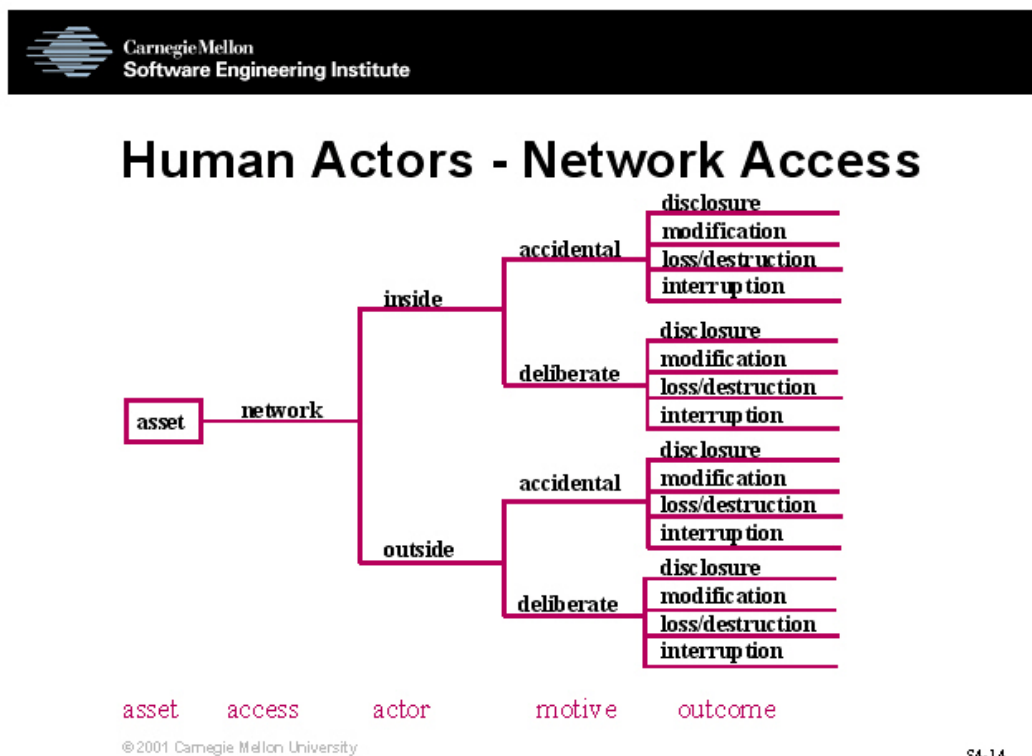 Carnegie Mellon
Software Engineering Institute
Human Actors - Network Access
disclosure
modification
accidental
loss/destruction
interruption
inside
disclosure
modification
deliberate
loss/destruction
interruption
asset
network
disclosure
modification
accidental
loss/destruction
interruption
outside
disclosure
modification
deliberate
loss/destruction
interruption
asset access actor motive outcome
©2001 Carnegie Mellon University
S4-14